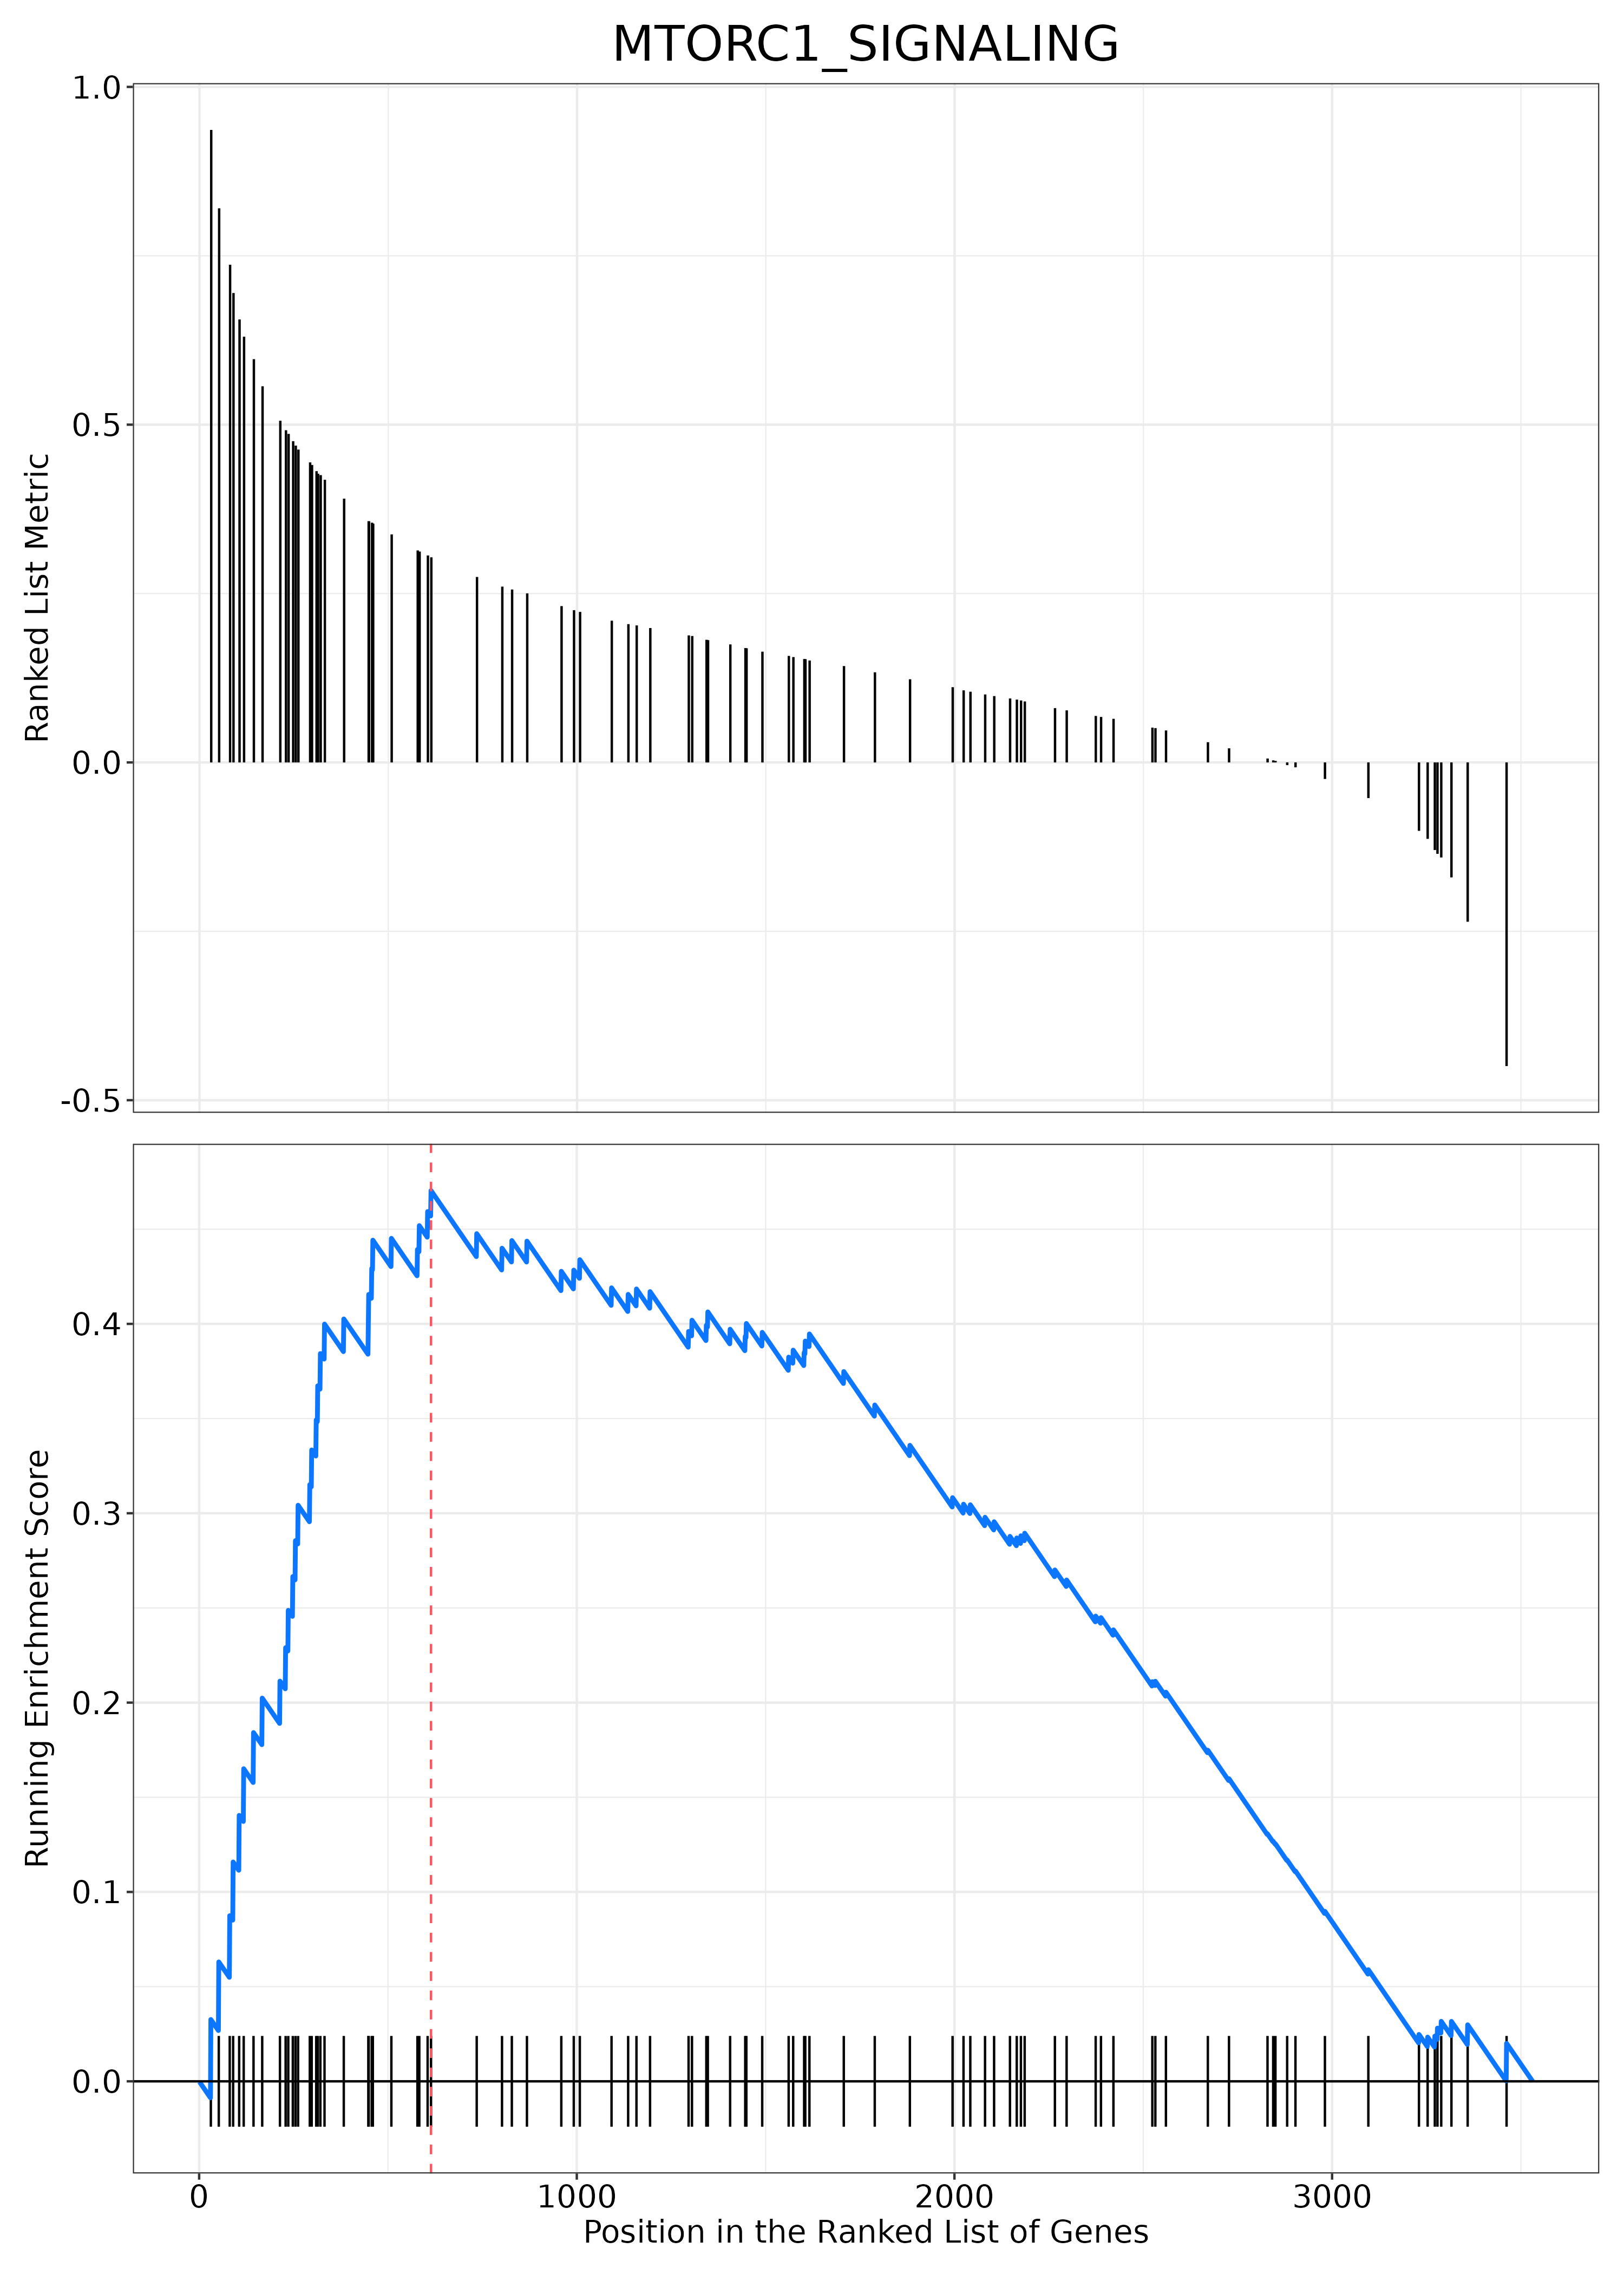 MTORC1_SIGNALING
1.0
0.5
0.0
-0.5
Ranked List Metric
0.4
0.3
0.2
0.1
0.0
Running Enrichment Score
0 1000 2000 3000
Position in the Ranked List of Genes